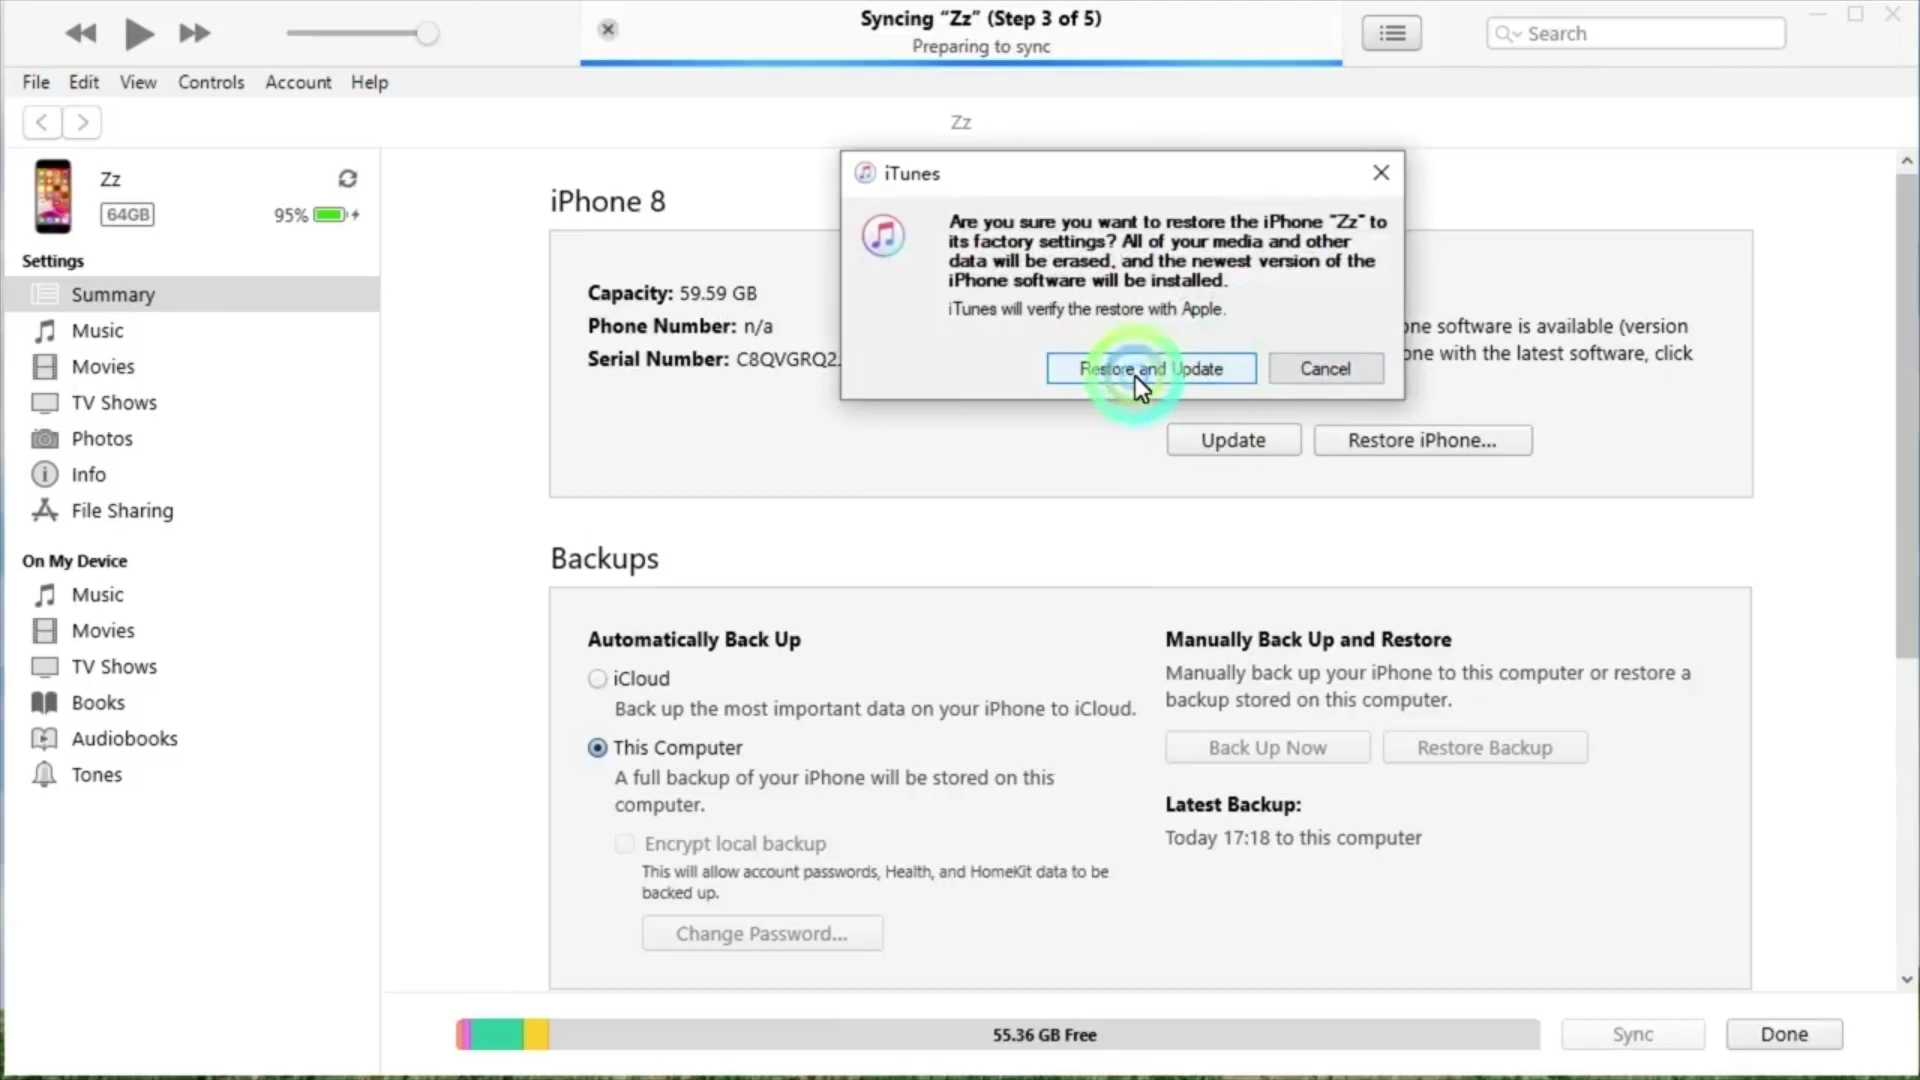 Syncing “Zz” (Step 3 of 5)
Preparing to sync
Search
File Edit View Controls Account Help
Zz
Zz
64GB
95%
Settings
Summary
Music
Movies
TV Shows
Photos
Info
File Sharing
On My Device
Music
Movies
TV Shows
Books
Audiobooks
Tones
iPhone 8
Capacity: 59.59 GB
Phone Number: n/a
Serial Number: C8QVGRQ2
iTunes
Are you sure you want to restore the iPhone "Zz" to
its factory settings? All of your media and other
data will be erased, and the newest version of the
iPhone software will be installed.
iTunes will verify the restore with Apple.
Restore and Update
Cancel
one software is available (version
one with the latest software, click
Update
Restore iPhone...
Backups
Automatically Back Up
iCloud
Back up the most important data on your iPhone to iCloud.
This Computer
A full backup of your iPhone will be stored on this
computer.
Encrypt local backup
This will allow account passwords, Health, and HomeKit data to be
backed up.
Change Password...
Manually Back Up and Restore
Manually back up your iPhone to this computer or restore a
backup stored on this computer.
Back Up Now
Restore Backup
Latest Backup:
Today 17:18 to this computer
55.36 GB Free
Sync
Done